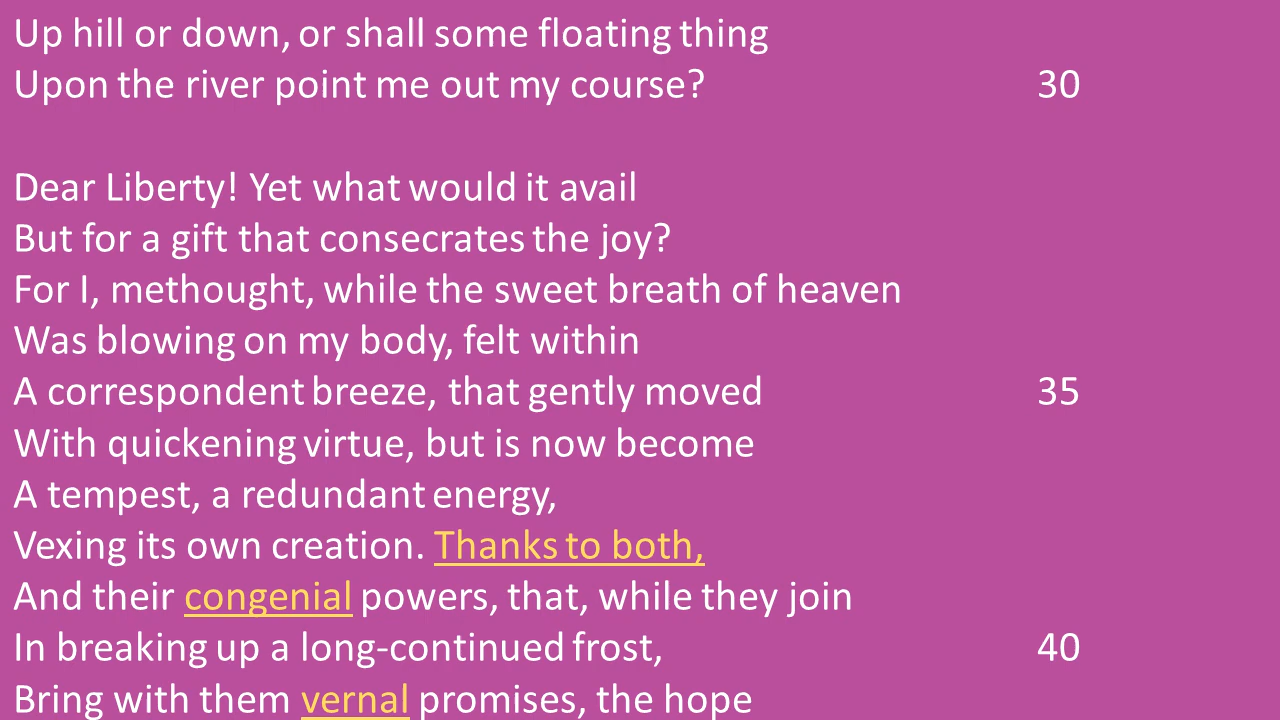 Up hill or down, or shall some floating thing
Upon the river point me out my course? 30
Dear Liberty! Yet what would it avail
But for a gift that consecrates the joy?
For I, methought, while the sweet breath of heaven
Was blowing on my body, felt within
A correspondent breeze, that gently moved 35
With quickening virtue, but is now become
A tempest, a redundant energy,
Vexing its own creation. Thanks to both,
And their congenial powers, that, while they join
In breaking up a long-continued frost, 40
Bring with them vernal promises, the hope